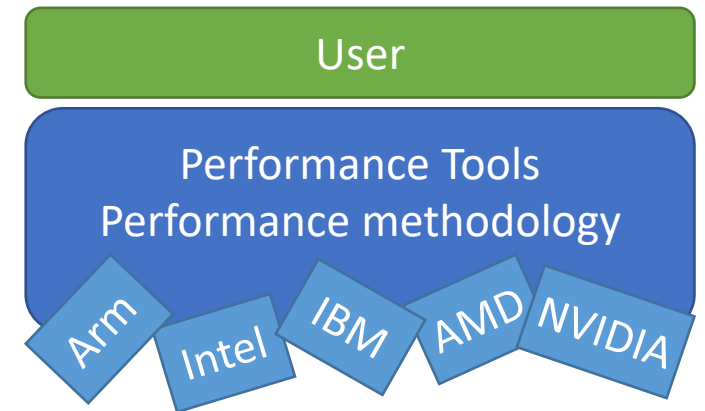 User
Performance Tools
Performance methodology
Arm
Intel
IBM
AMD
NVIDIA